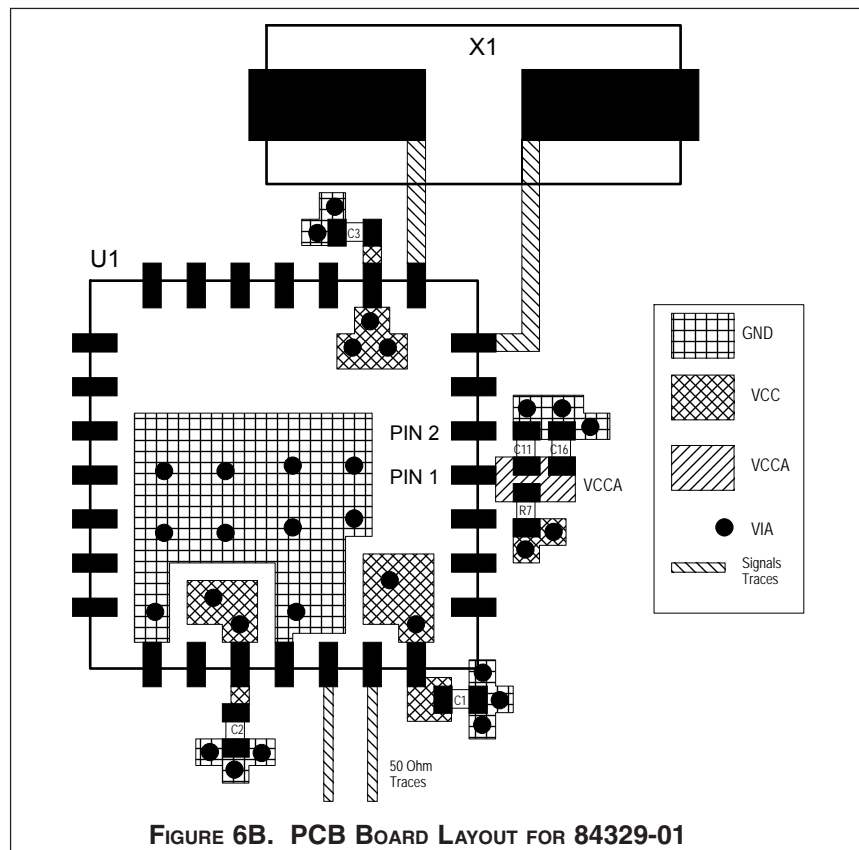 X1
C3
U1
GND
VCC
PIN 2
C11
C16
PIN 1
VCCA
VCCA
R7
VIA
Signals
Traces
C1
C2
50 Ohm
Traces
FIGURE 6B. PCB BOARD LAYOUT FOR 84329-01